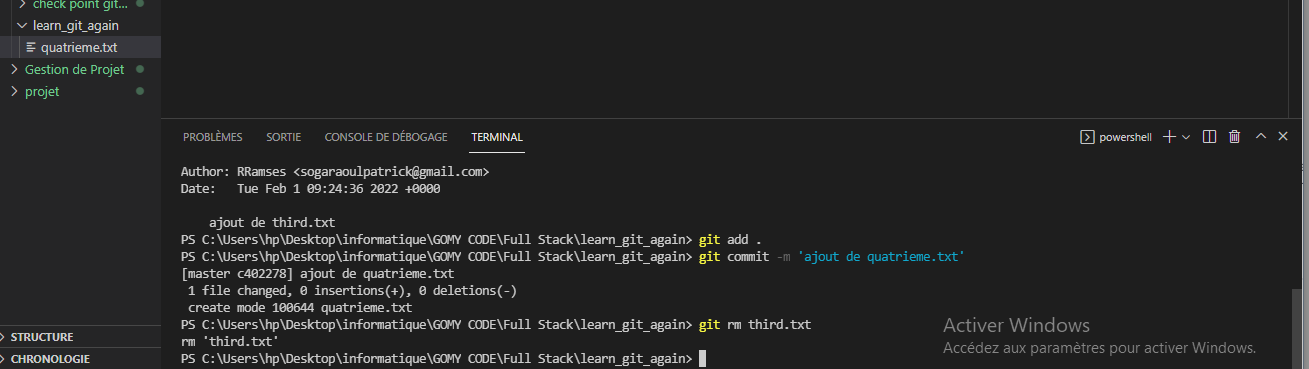 check point git...
learn_git_again
quatrieme.txt
Gestion de Projet
projet
STRUCTURE
CHRONOLOGIE
PROBLÈMES SORTIE CONSOLE DE DÉBOGAGE TERMINAL powershell
Author: RRamses <sogaraoulpatrick@gmail.com>
Date:   Tue Feb 1 09:24:36 2022 +0000
    ajout de third.txt
PS C:\Users\hp\Desktop\informatique\GOMY CODE\Full Stack\learn_git_again> git add .
PS C:\Users\hp\Desktop\informatique\GOMY CODE\Full Stack\learn_git_again> git commit -m 'ajout de quatrieme.txt'
[master c402278] ajout de quatrieme.txt
 1 file changed, 0 insertions(+), 0 deletions(-)
 create mode 100644 quatrieme.txt
PS C:\Users\hp\Desktop\informatique\GOMY CODE\Full Stack\learn_git_again> git rm third.txt
rm 'third.txt'
PS C:\Users\hp\Desktop\informatique\GOMY CODE\Full Stack\learn_git_again>
Activer Windows
Accédez aux paramètres pour activer Windows.